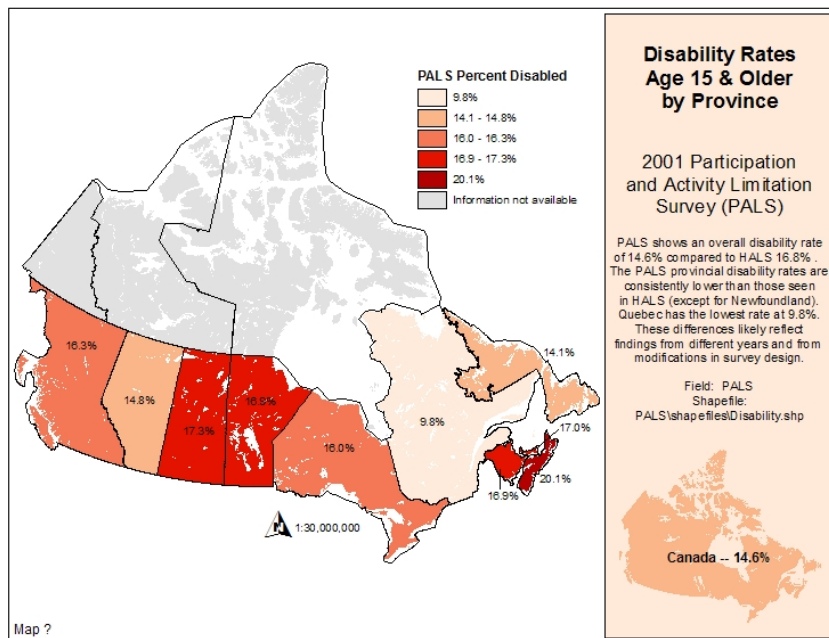 PALS Percent Disabled
9.8%
14.1 - 14.8%
16.0 - 16.3%
16.9 - 17.3%
20.1%
Information not available
16.3%
14.8%
17.3%
16.9%
16.0%
9.8%
14.1%
17.0%
20.1%
16.9%
N
1:30,000,000
Map ?
Disability Rates
Age 15 & Older
by Province
2001 Participation
and Activity Limitation
Survey (PALS)
PALS shows an overall disability rate
of 14.6% compared to HALS 16.8% .
The PALS provincial disability rates are
consistently lower than those seen
in HALS (except for Newfoundland).
Quebec has the lowest rate at 9.8%.
These differences likely reflect
findings from different years and from
modifications in survey design.
Field: PALS
Shapefile:
PALS\shapefiles\Disability.shp
Canada -- 14.6%